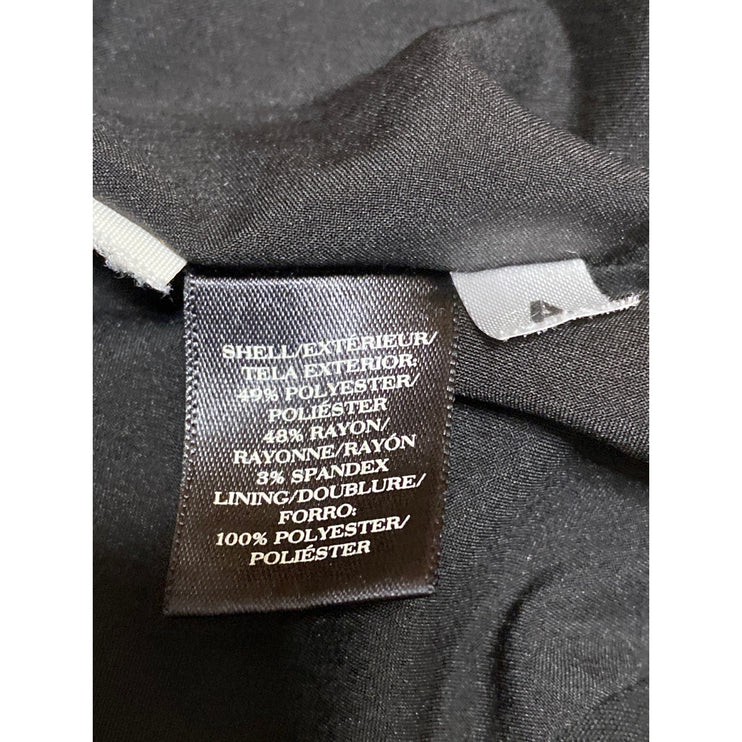 SHELL/EXTERIEUR/
TELA EXTERIOR:
49% POLYESTER/
POLIÉSTER
48% RAYON/
RAYONNE/RAYÓN
3% SPANDEX
LINING/DOUBLURE/
FORRO:
100% POLYESTER/
POLIÉSTER